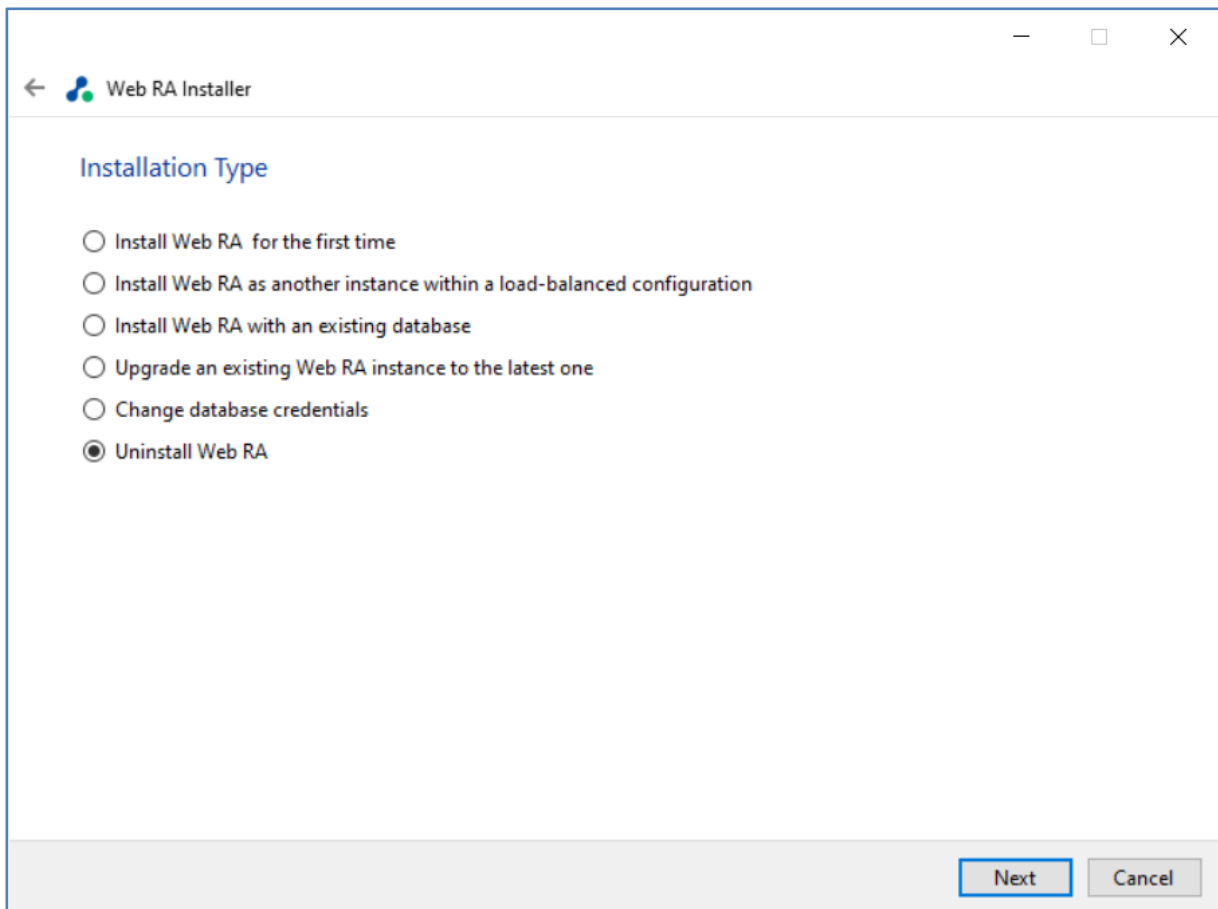 Web RA Installer
Installation Type
Install Web RA  for the first time
Install Web RA as another instance within a load-balanced configuration
Install Web RA with an existing database
Upgrade an existing Web RA instance to the latest one
Change database credentials
Uninstall Web RA
Next Cancel